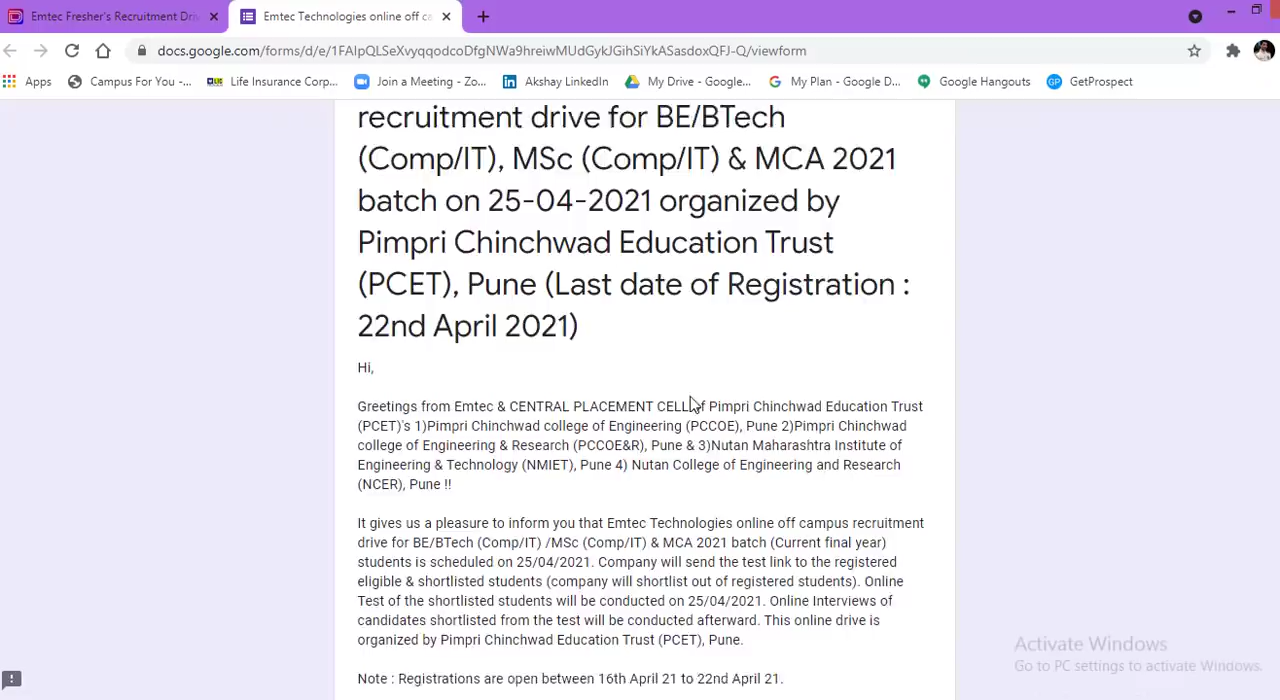 Emtec Fresher's Recruitment Dri
Emtec Technologies online off ca
docs.google.com/forms/d/e/1FAIpQLSeXvyqqodcoDfgNWa9hreiwMUdGykJGihSiYkASasdoxQFJ-Q/viewform
Apps Campus For You -... Life Insurance Corp... Join a Meeting - Zo... Akshay LinkedIn My Drive - Google... My Plan - Google D... Google Hangouts GP GetProspect
recruitment drive for BE/BTech
(Comp/IT), MSc (Comp/IT) & MCA 2021
batch on 25-04-2021 organized by
Pimpri Chinchwad Education Trust
(PCET), Pune (Last date of Registration :
22nd April 2021)
Hi,
Greetings from Emtec & CENTRAL PLACEMENT CELL of Pimpri Chinchwad Education Trust
(PCET)'s 1)Pimpri Chinchwad college of Engineering (PCCOE), Pune 2)Pimpri Chinchwad
college of Engineering & Research (PCCOE&R), Pune & 3)Nutan Maharashtra Institute of
Engineering & Technology (NMIET), Pune 4) Nutan College of Engineering and Research
(NCER), Pune !!
It gives us a pleasure to inform you that Emtec Technologies online off campus recruitment
drive for BE/BTech (Comp/IT) /MSc (Comp/IT) & MCA 2021 batch (Current final year)
students is scheduled on 25/04/2021. Company will send the test link to the registered
eligible & shortlisted students (company will shortlist out of registered students). Online
Test of the shortlisted students will be conducted on 25/04/2021. Online Interviews of
candidates shortlisted from the test will be conducted afterward. This online drive is
organized by Pimpri Chinchwad Education Trust (PCET), Pune.
Note : Registrations are open between 16th April 21 to 22nd April 21.
Activate Windows
Go to PC settings to activate Windows.